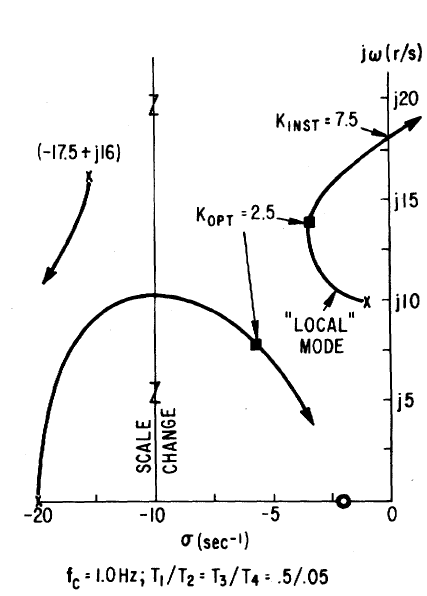 jω (r/s)
j20
K_INST = 7.5
(-17.5 + j16)
j15
K_OPT = 2.5
j10
"LOCAL"
MODE
j5
SCALE
CHANGE
-20
-10
-5
0
σ (sec⁻¹)
f_c = 1.0 Hz; T₁/T₂ = T₃/T₄ = .5/.05